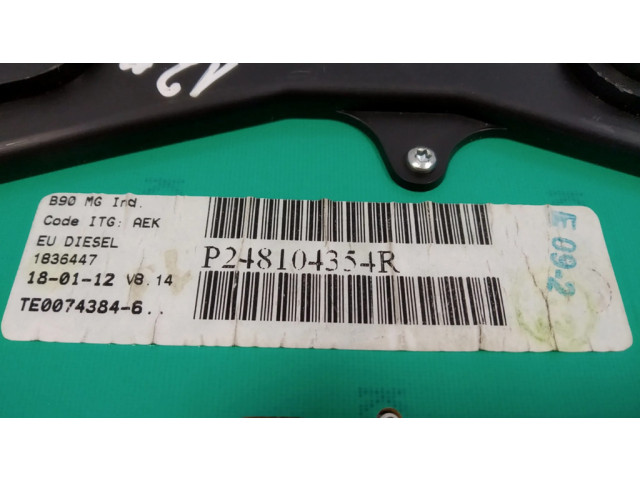 B90 MG Ind.
Code ITG: AEK
EU DIESEL
1836447
18-01-12 V8.14
TE0074384-6..
P248104354R
E 09-2